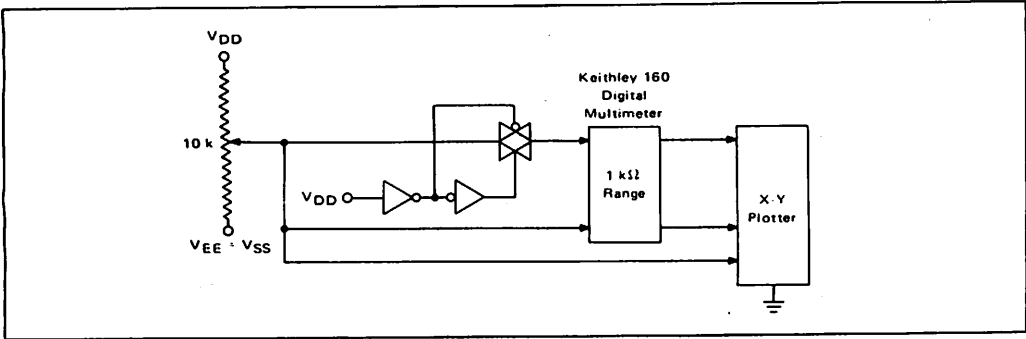 VDD
10 k
VEE = VSS
VDD
Keithley 160
Digital
Multimeter
1 kΩ
Range
X-Y
Plotter